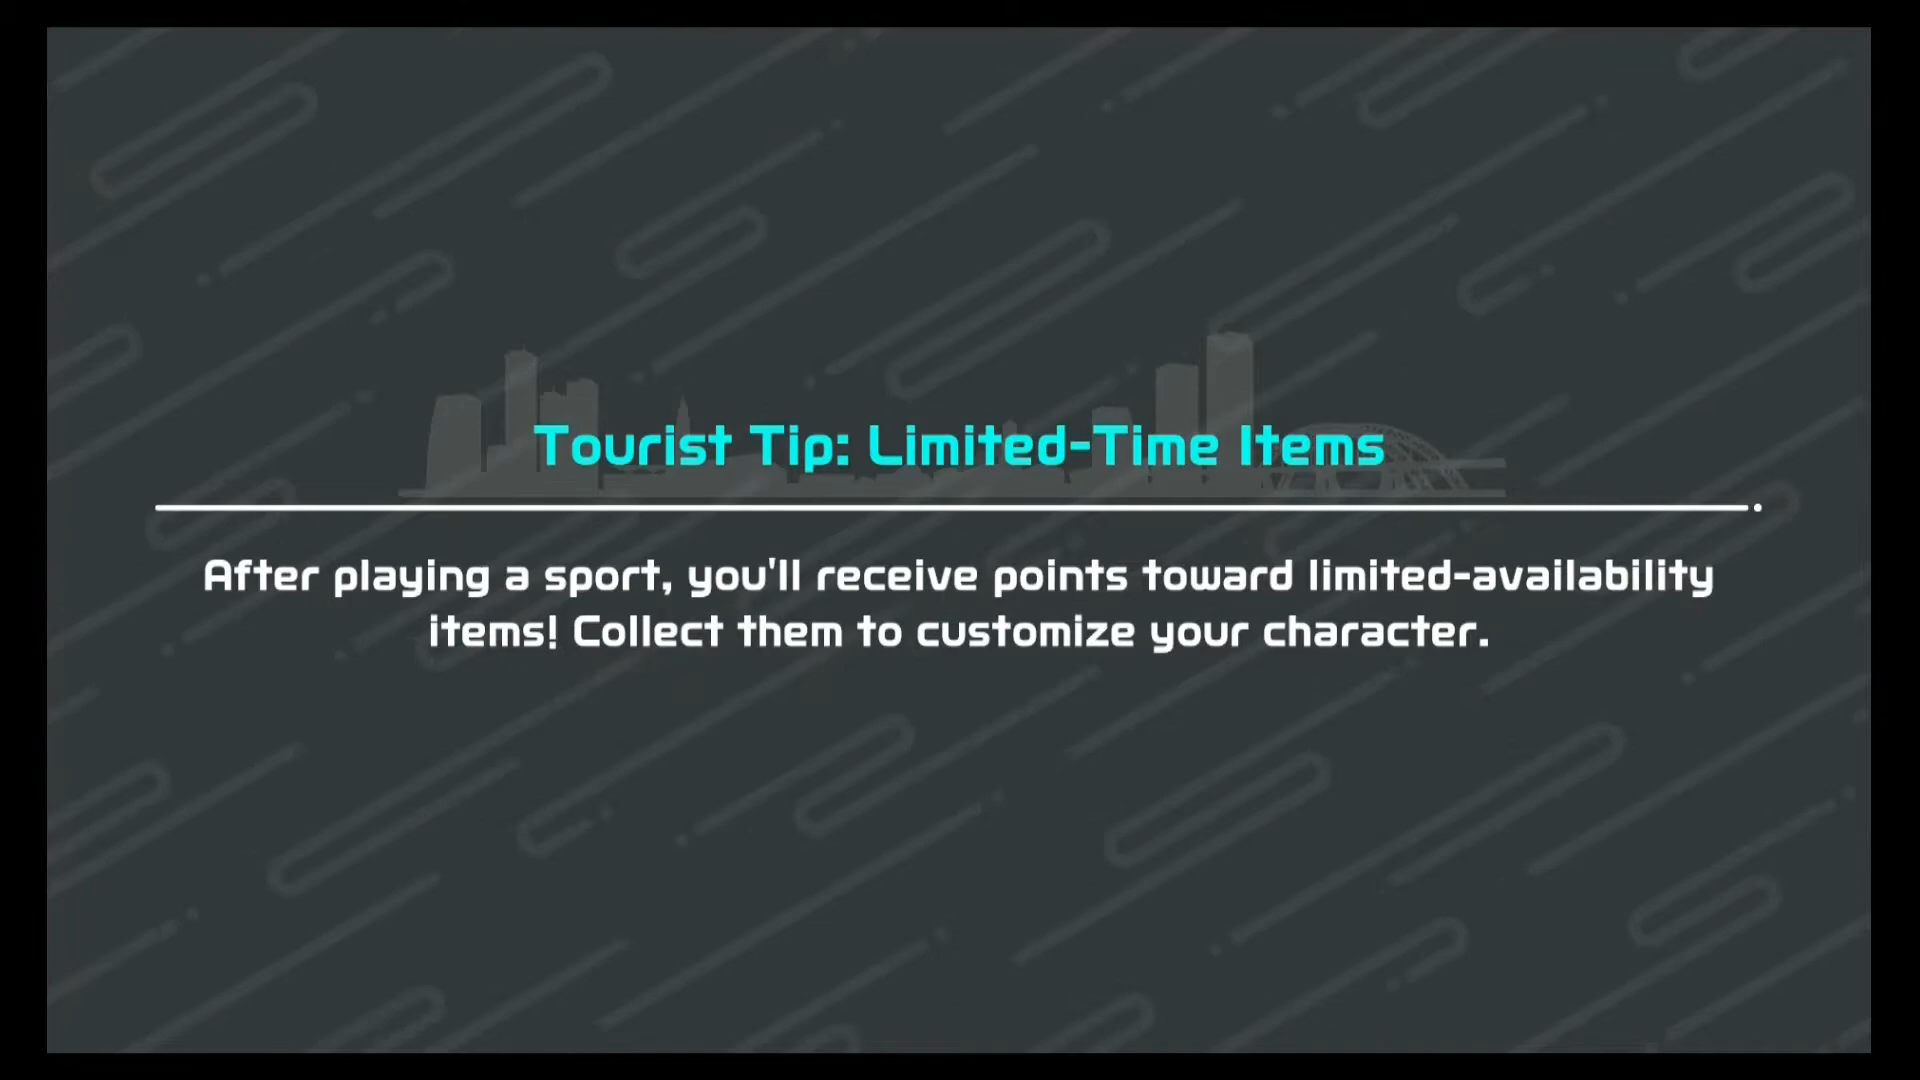 Tourist Tip: Limited-Time Items
After playing a sport, you'll receive points toward limited-availability
items! Collect them to customize your character.